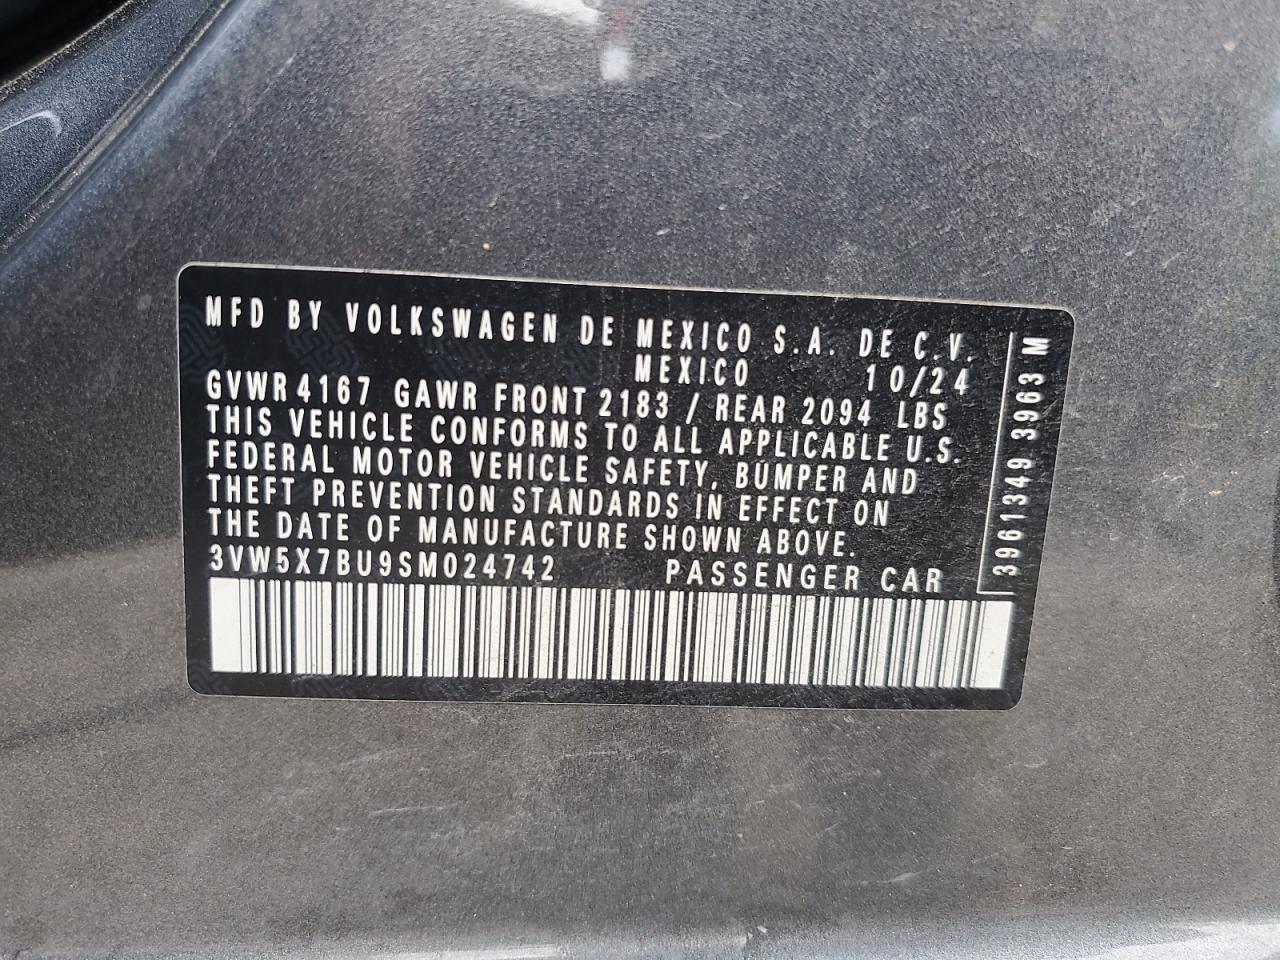 MFD BY VOLKSWAGEN DE MEXICO S.A. DE C.V.
MEXICO 10/24
GVWR 4167 GAWR FRONT 2183 / REAR 2094 LBS
THIS VEHICLE CONFORMS TO ALL APPLICABLE U.S.
FEDERAL MOTOR VEHICLE SAFETY, BUMPER AND
THEFT PREVENTION STANDARDS IN EFFECT ON
THE DATE OF MANUFACTURE SHOWN ABOVE.
3VW5X7BU9SM024742 PASSENGER CAR
3961349 3963 M